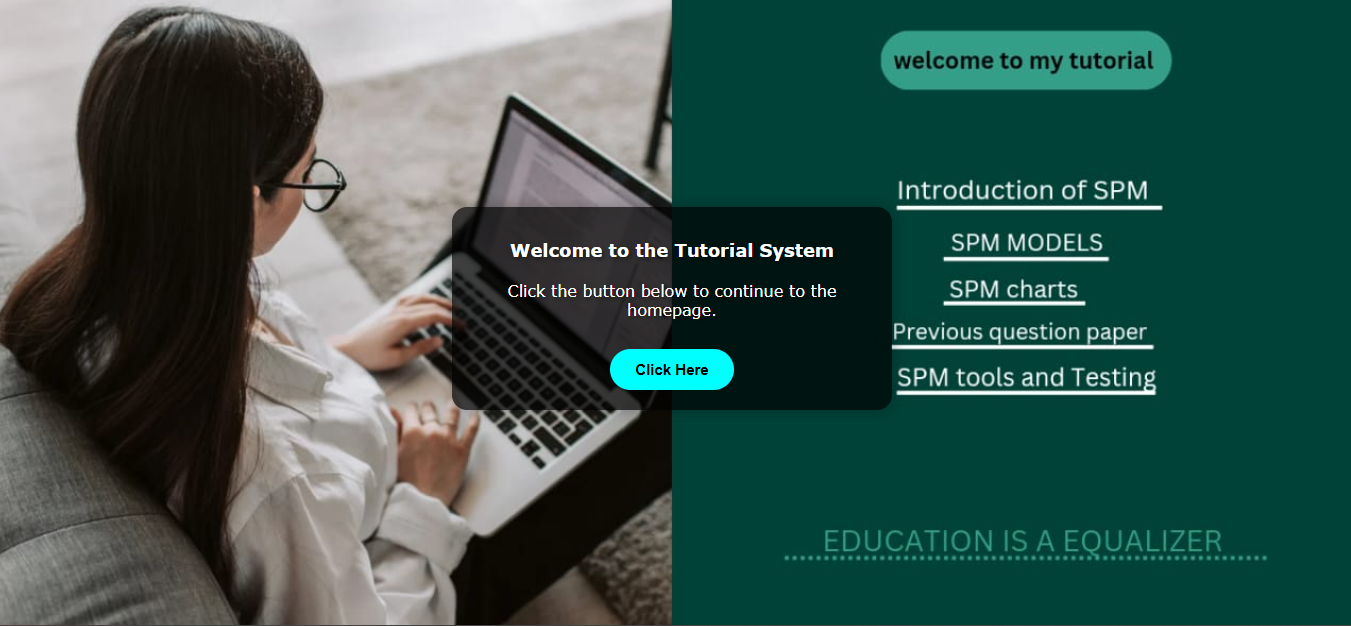 welcome to my tutorial
Introduction of SPM
SPM MODELS
Welcome to the Tutorial System
Click the button below to continue to the
homepage.
Click Here
SPM charts
Previous question paper
SPM tools and Testing
EDUCATION IS A EQUALIZER